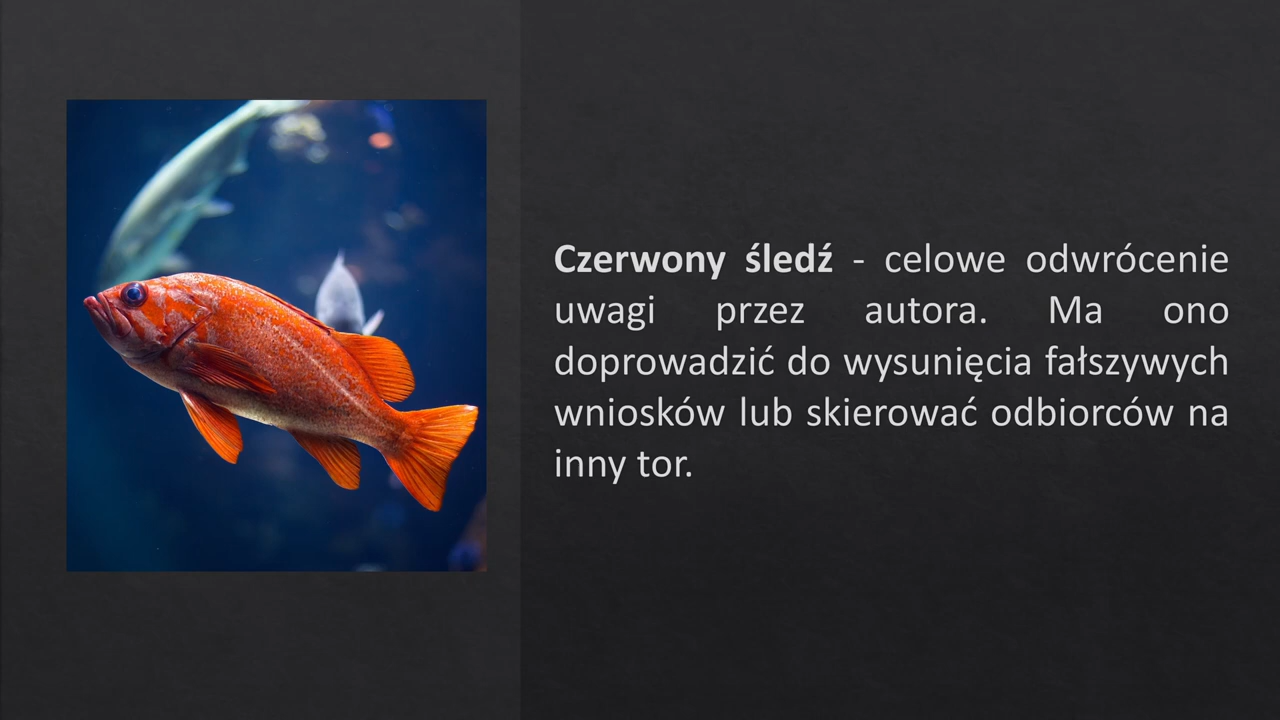 Czerwony śledź - celowe odwrócenie
uwagi przez autora. Ma ono
doprowadzić do wysunięcia fałszywych
wniosków lub skierować odbiorców na
inny tor.